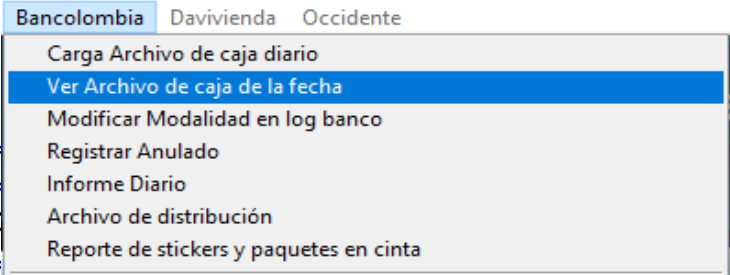 Bancolombia Davivienda Occidente
Carga Archivo de caja diario
Ver Archivo de caja de la fecha
Modificar Modalidad en log banco
Registrar Anulado
Informe Diario
Archivo de distribución
Reporte de stickers y paquetes en cinta